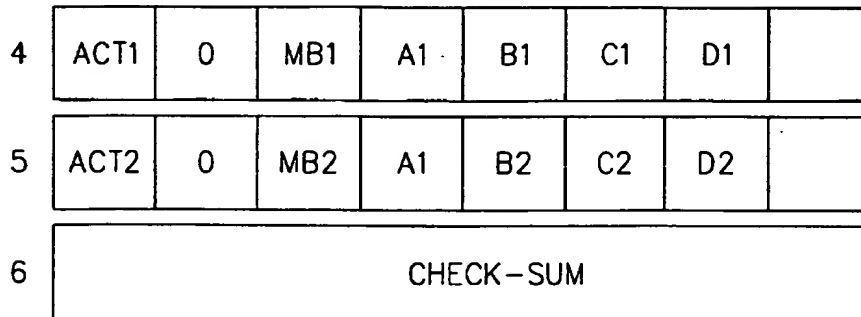 4 ACT1 0 MB1 A1 B1 C1 D1
5 ACT2 0 MB2 A1 B2 C2 D2
6 CHECK-SUM